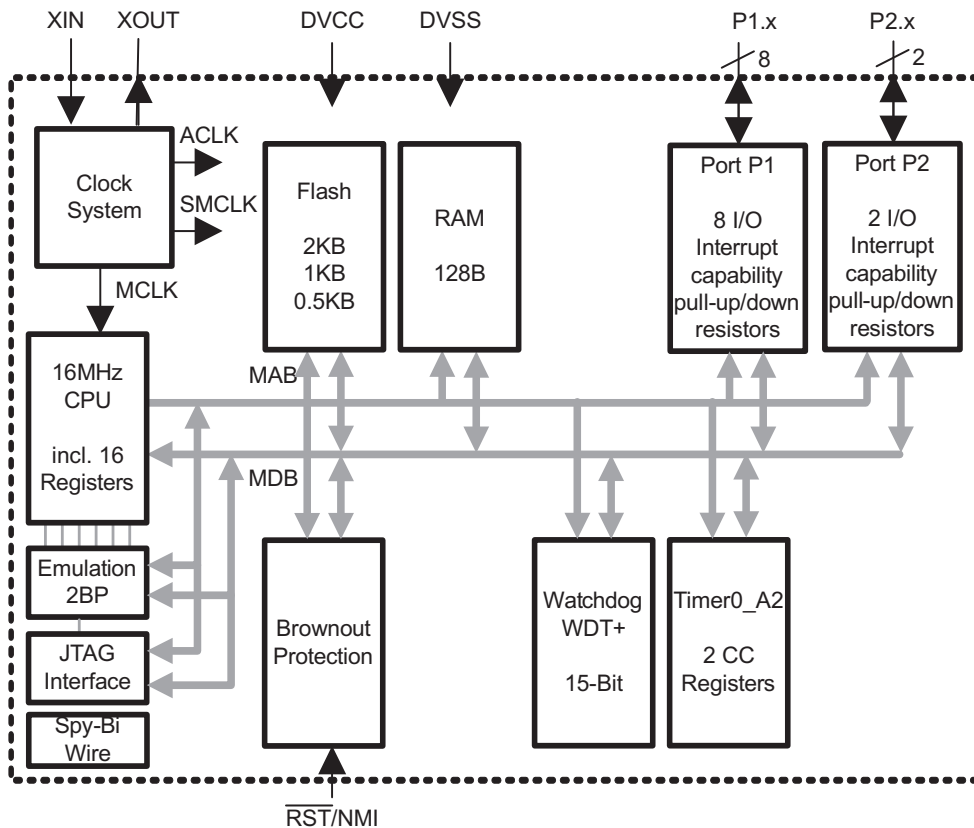 XIN XOUT DVCC DVSS P1.x P2.x
8 2
Clock
System
ACLK
SMCLK
MCLK
Flash
2KB
1KB
0.5KB
RAM
128B
Port P1
8 I/O
Interrupt
capability
pull-up/down
resistors
Port P2
2 I/O
Interrupt
capability
pull-up/down
resistors
16MHz
CPU
incl. 16
Registers
MAB
MDB
Emulation
2BP
JTAG
Interface
Spy-Bi
Wire
Brownout
Protection
Watchdog
WDT+
15-Bit
Timer0_A2
2 CC
Registers
R̅S̅T̅/NMI